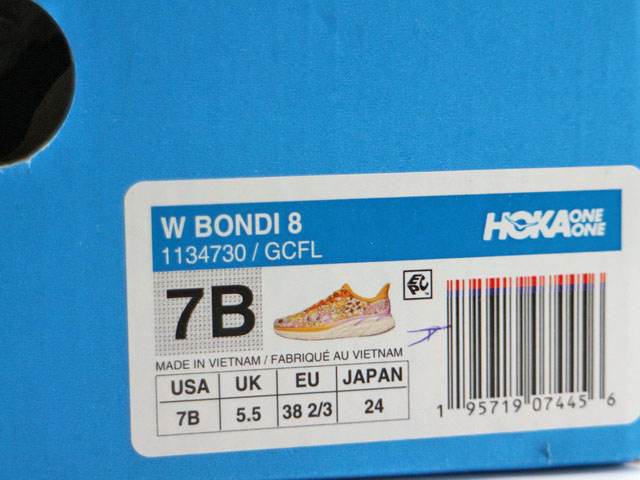 W BONDI 8
HOKA ONE ONE
1134730 / GCFL
7B
MADE IN VIETNAM / FABRIQUÉ AU VIETNAM
USA UK EU JAPAN
7B 5.5 38 2/3 24
1 95719 07445 6